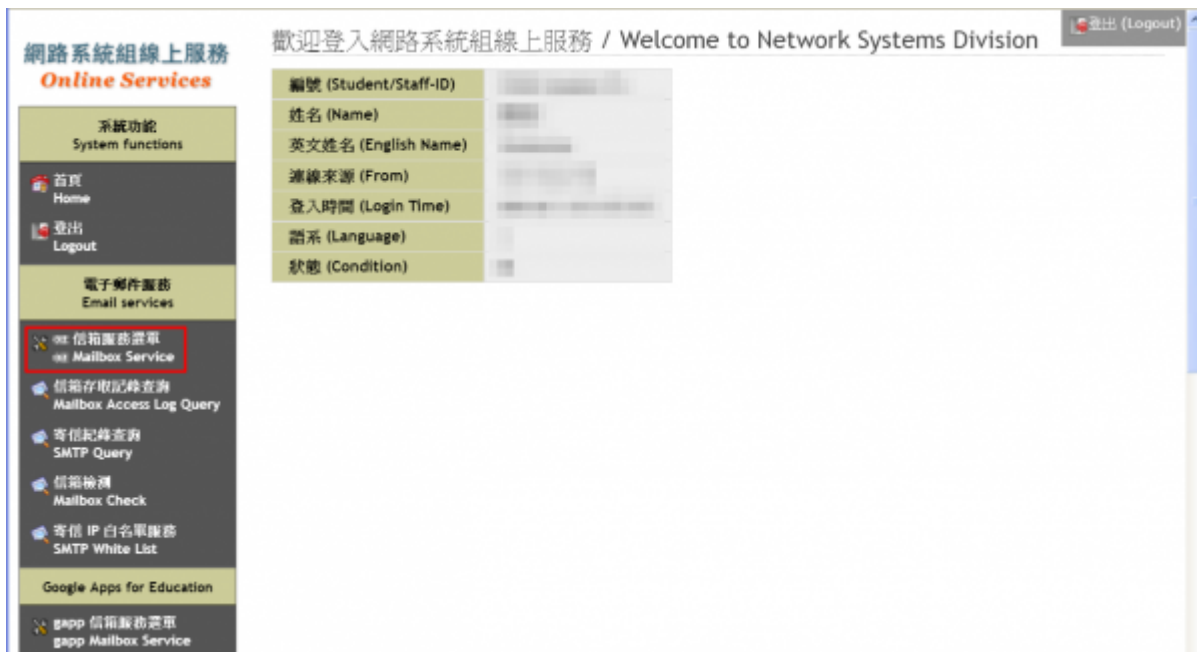 登出 (Logout)
網路系統組線上服務
Online Services
歡迎登入網路系統組線上服務 / Welcome to Network Systems Division
編號 (Student/Staff-ID)
姓名 (Name)
英文姓名 (English Name)
連線來源 (From)
登入時間 (Login Time)
語系 (Language)
狀態 (Condition)
系統功能
System functions
首頁
Home
登出
Logout
電子郵件服務
Email services
oz 信箱服務選單
oz Mailbox Service
信箱存取記錄查詢
Mailbox Access Log Query
寄信記錄查詢
SMTP Query
信箱檢測
Mailbox Check
寄信 IP 白名單服務
SMTP White List
Google Apps for Education
gapp 信箱服務選單
gapp Mailbox Service